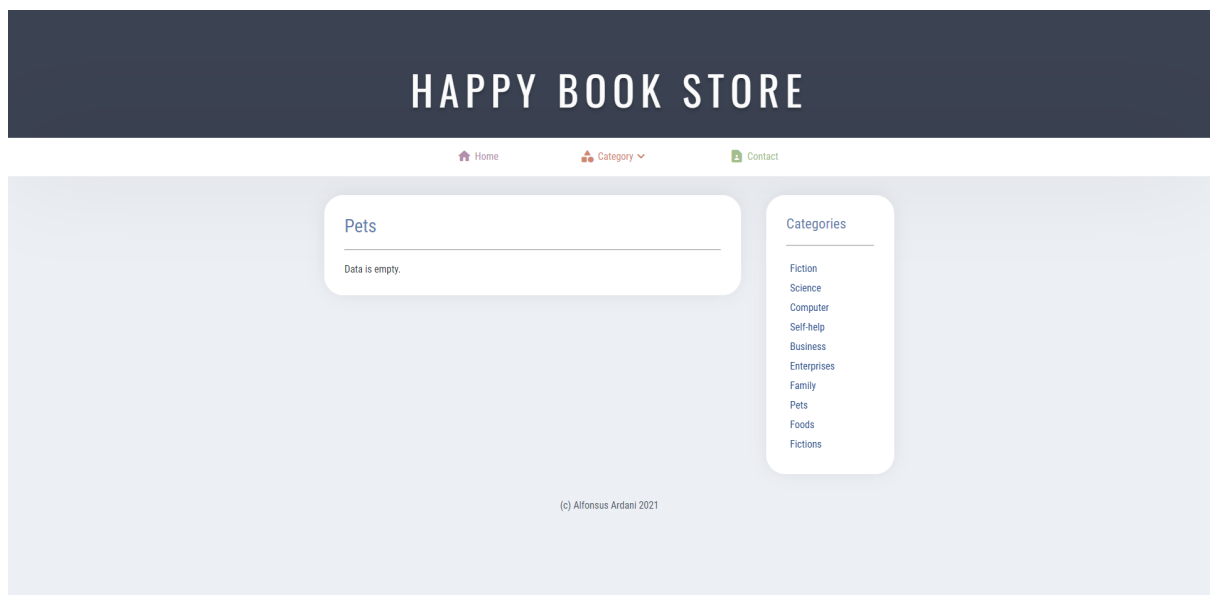 HAPPY BOOK STORE
Home Category Contact
Pets
Data is empty.
Categories
Fiction
Science
Computer
Self-help
Business
Enterprises
Family
Pets
Foods
Fictions
(c) Alfonsus Ardani 2021